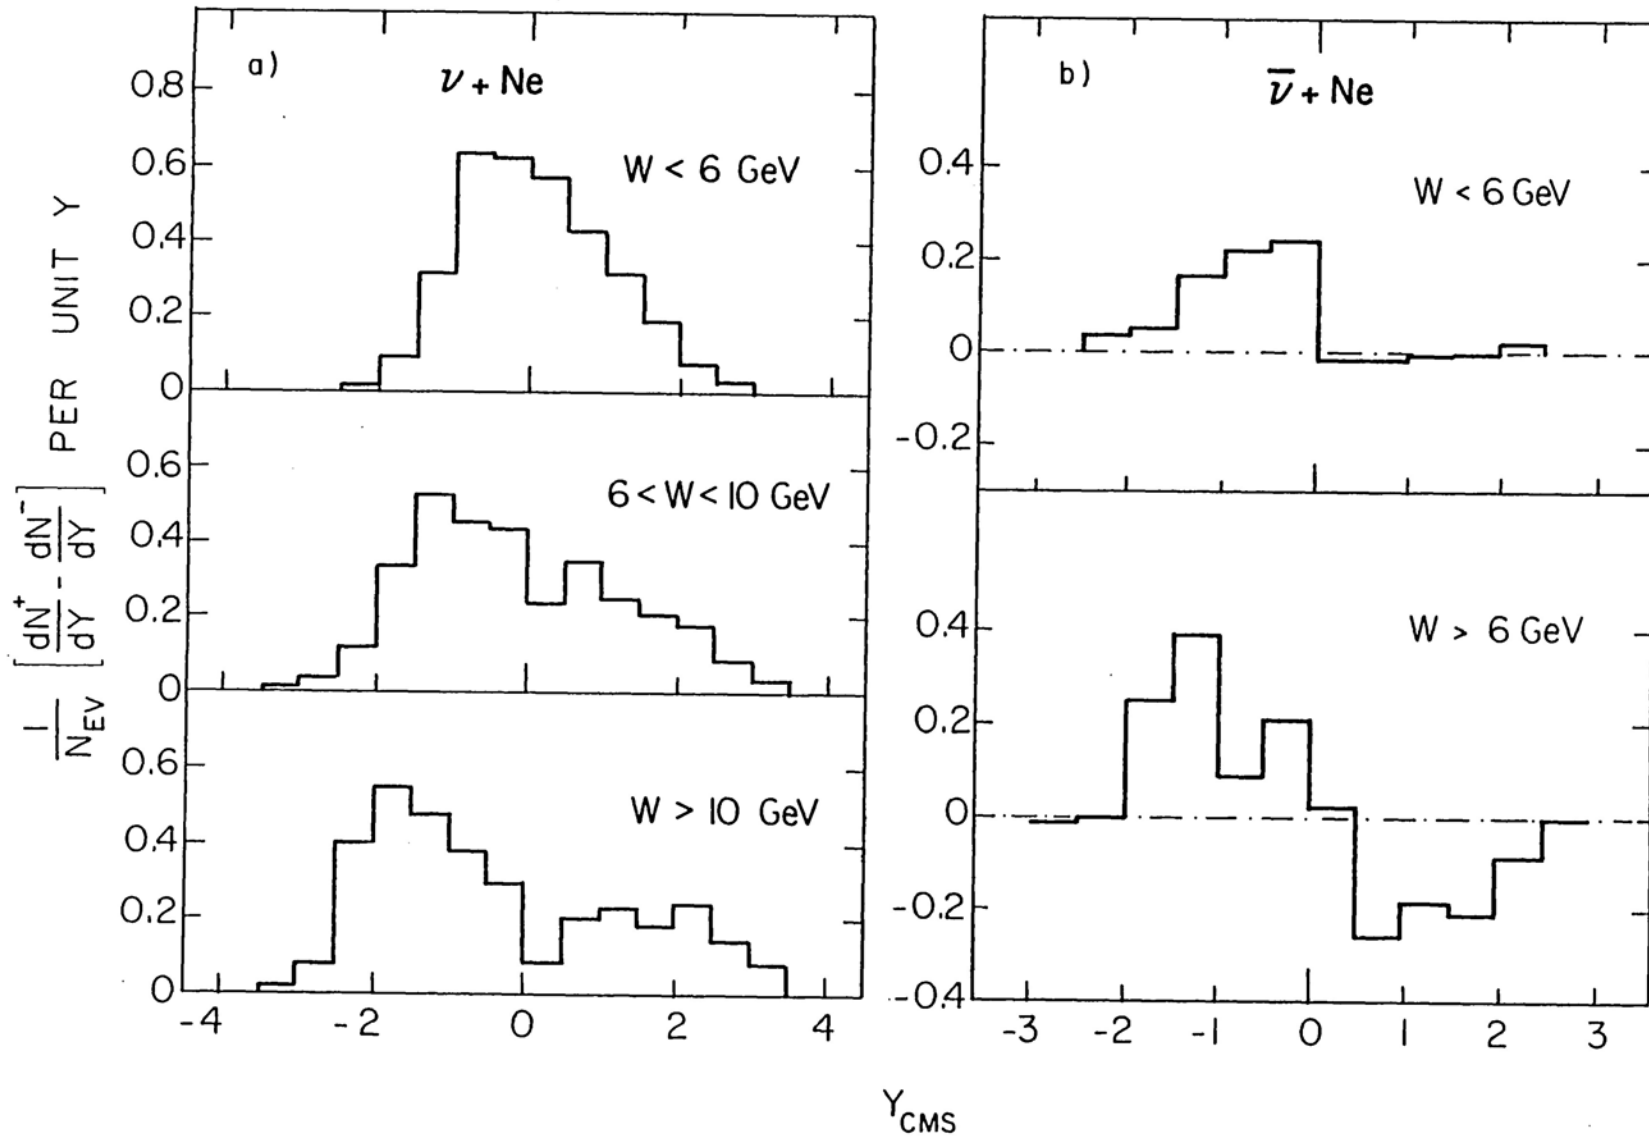 a)
ν + Ne
W < 6 GeV
0.8
0.6
0.4
0.2
0
6 < W < 10 GeV
0.6
0.4
0.2
0
W > 10 GeV
0.6
0.4
0.2
0
-4 -2 0 2 4
1/N_EV [dN⁺/dY - dN⁻/dY] PER UNIT Y
b)
ν̅ + Ne
W < 6 GeV
0.4
0.2
0
-0.2
W > 6 GeV
0.4
0.2
0
-0.2
-0.4
-3 -2 -1 0 1 2 3
Y_CMS